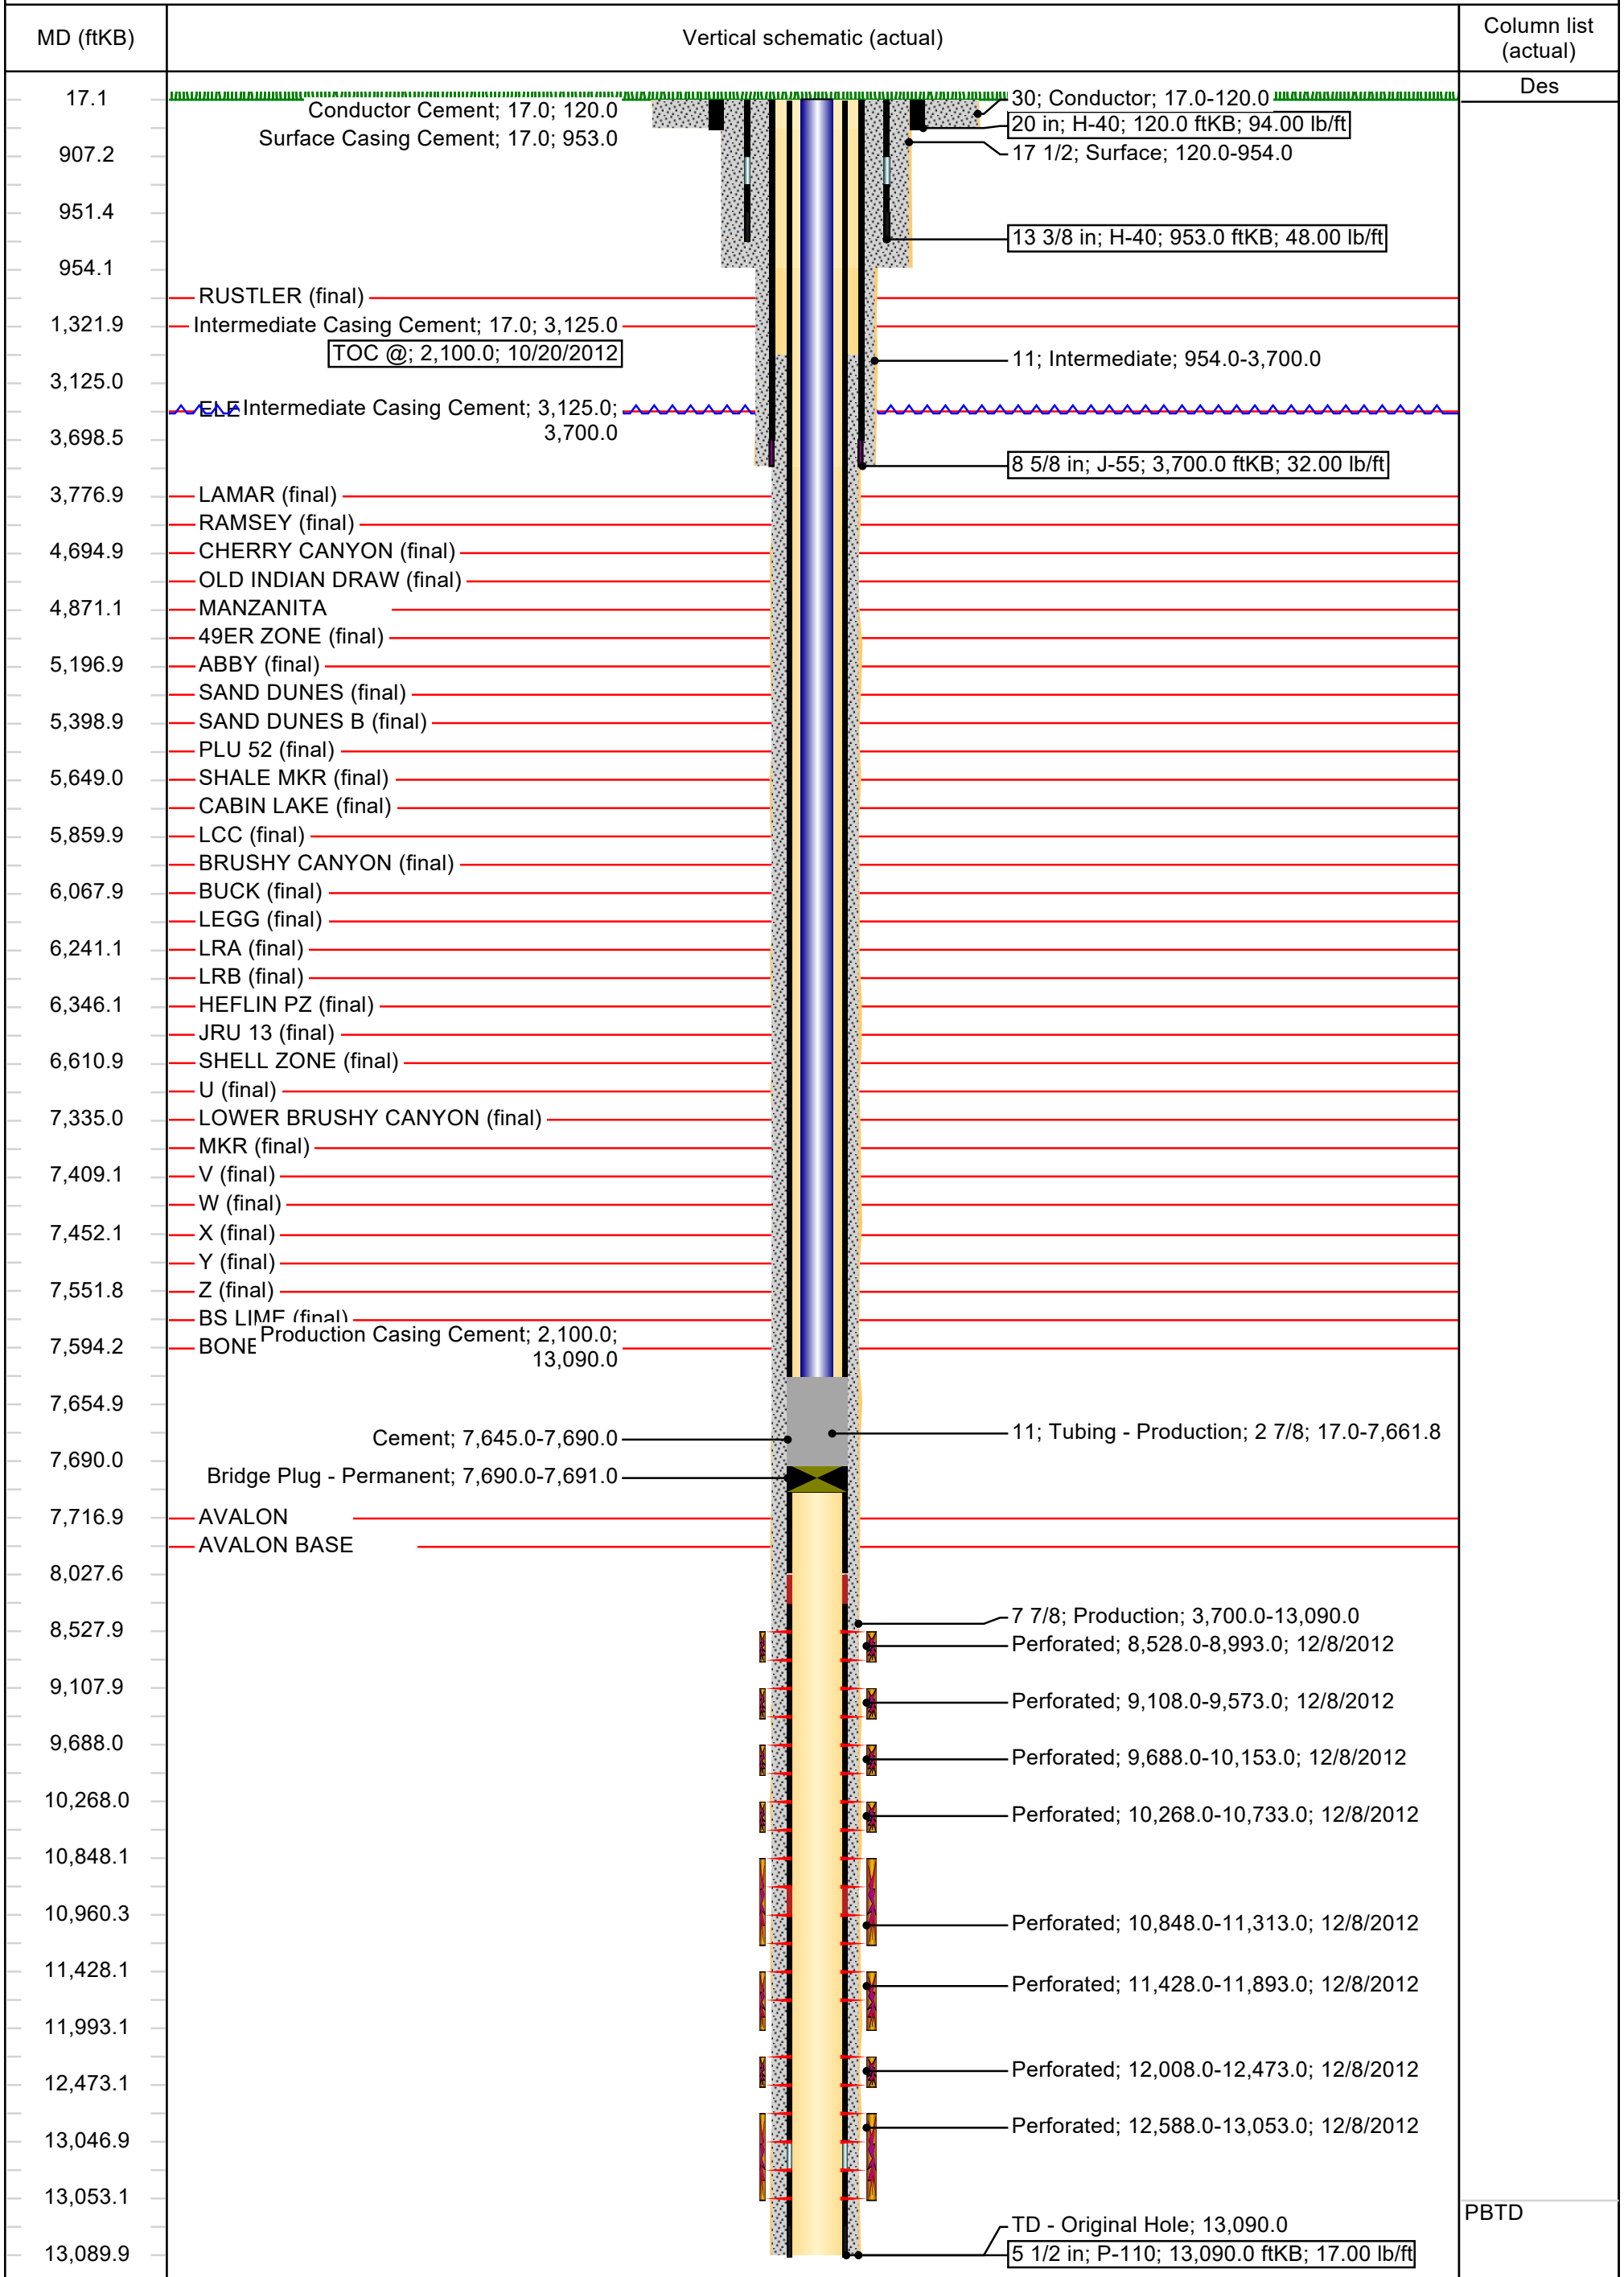 MD (ftKB)
Vertical schematic (actual)
Column list
(actual)
Des
17.1
Conductor Cement; 17.0; 120.0
30; Conductor; 17.0-120.0
20 in; H-40; 120.0 ftKB; 94.00 lb/ft
Surface Casing Cement; 17.0; 953.0
907.2
17 1/2; Surface; 120.0-954.0
951.4
13 3/8 in; H-40; 953.0 ftKB; 48.00 lb/ft
954.1
RUSTLER (final)
1,321.9
Intermediate Casing Cement; 17.0; 3,125.0
TOC @; 2,100.0; 10/20/2012
11; Intermediate; 954.0-3,700.0
3,125.0
ELE
Intermediate Casing Cement; 3,125.0;
3,700.0
3,698.5
8 5/8 in; J-55; 3,700.0 ftKB; 32.00 lb/ft
3,776.9
LAMAR (final)
RAMSEY (final)
4,694.9
CHERRY CANYON (final)
OLD INDIAN DRAW (final)
4,871.1
MANZANITA
49ER ZONE (final)
5,196.9
ABBY (final)
SAND DUNES (final)
5,398.9
SAND DUNES B (final)
PLU 52 (final)
5,649.0
SHALE MKR (final)
CABIN LAKE (final)
5,859.9
LCC (final)
BRUSHY CANYON (final)
6,067.9
BUCK (final)
LEGG (final)
6,241.1
LRA (final)
LRB (final)
6,346.1
HEFLIN PZ (final)
JRU 13 (final)
6,610.9
SHELL ZONE (final)
U (final)
7,335.0
LOWER BRUSHY CANYON (final)
MKR (final)
7,409.1
V (final)
W (final)
7,452.1
X (final)
Y (final)
7,551.8
Z (final)
BS LIME (final)
7,594.2
BONE
Production Casing Cement; 2,100.0;
13,090.0
7,654.9
Cement; 7,645.0-7,690.0
11; Tubing - Production; 2 7/8; 17.0-7,661.8
7,690.0
Bridge Plug - Permanent; 7,690.0-7,691.0
7,716.9
AVALON
AVALON BASE
8,027.6
7 7/8; Production; 3,700.0-13,090.0
8,527.9
Perforated; 8,528.0-8,993.0; 12/8/2012
9,107.9
Perforated; 9,108.0-9,573.0; 12/8/2012
9,688.0
Perforated; 9,688.0-10,153.0; 12/8/2012
10,268.0
Perforated; 10,268.0-10,733.0; 12/8/2012
10,848.1
10,960.3
Perforated; 10,848.0-11,313.0; 12/8/2012
11,428.1
Perforated; 11,428.0-11,893.0; 12/8/2012
11,993.1
Perforated; 12,008.0-12,473.0; 12/8/2012
12,473.1
Perforated; 12,588.0-13,053.0; 12/8/2012
13,046.9
13,053.1
PBTD
TD - Original Hole; 13,090.0
13,089.9
5 1/2 in; P-110; 13,090.0 ftKB; 17.00 lb/ft